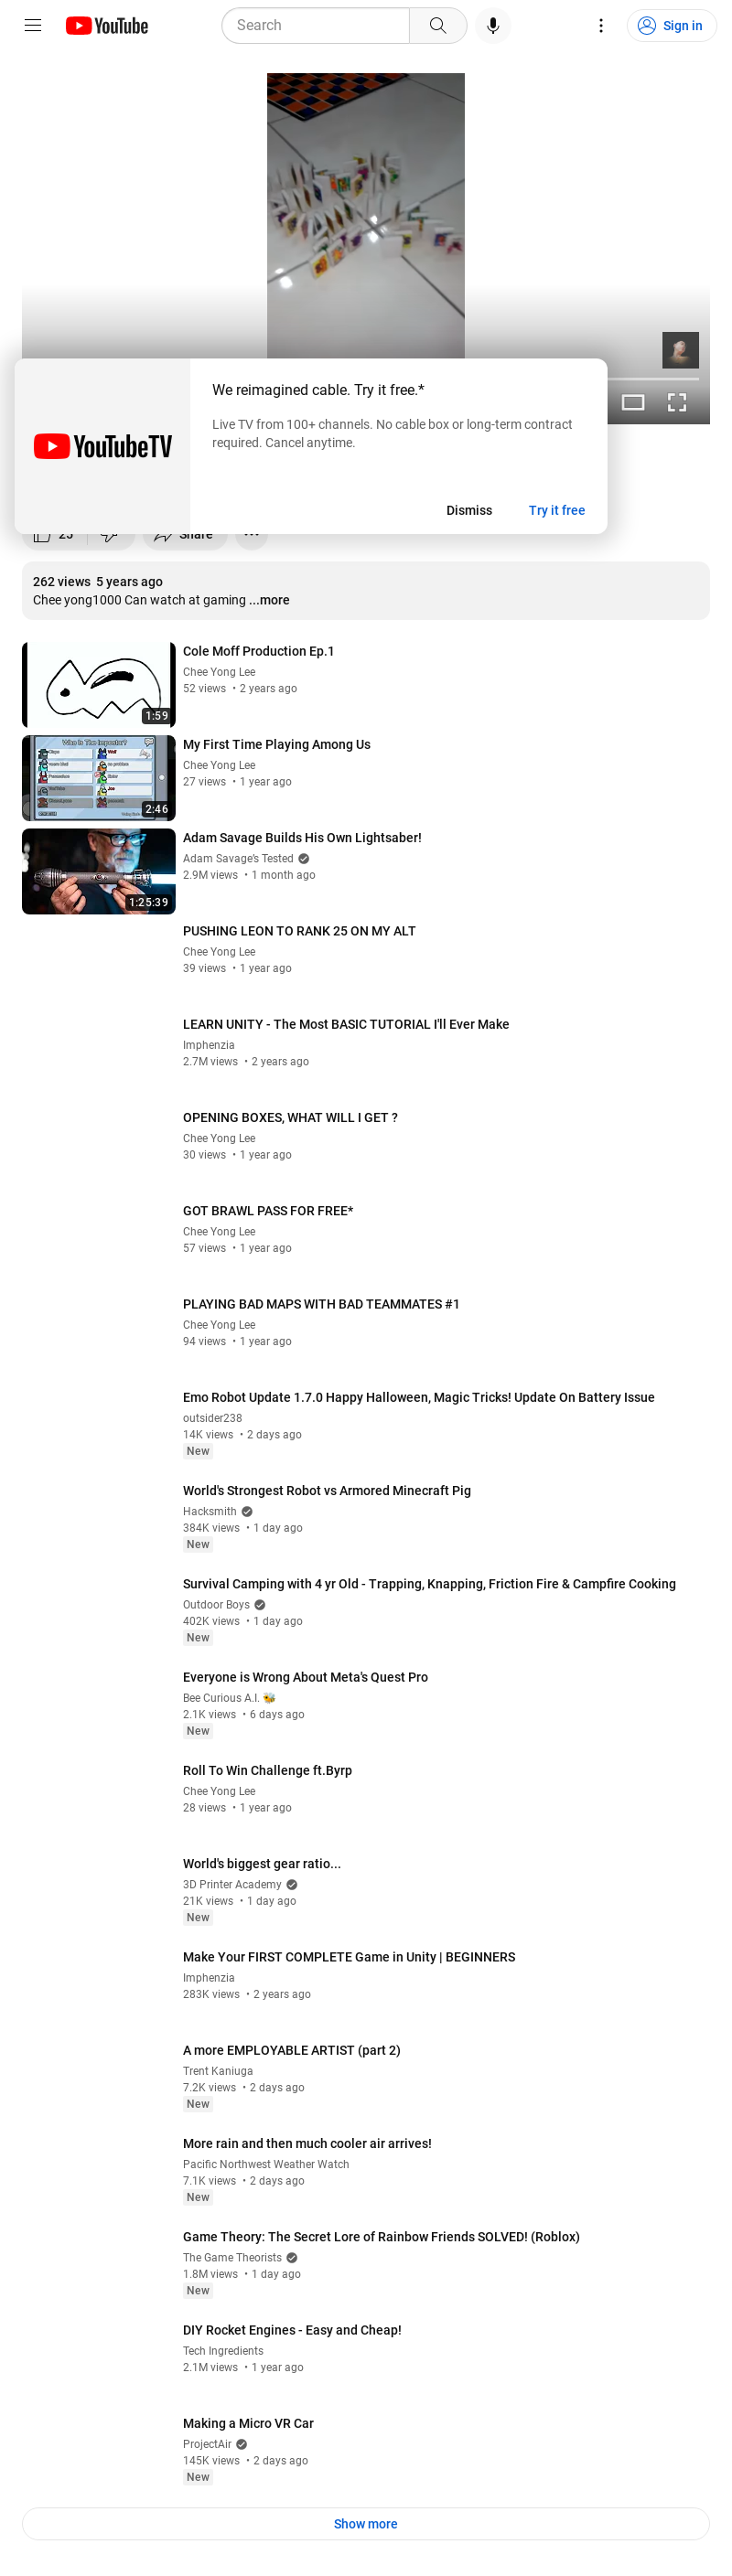 YouTube
Search
Sign in
We reimagined cable. Try it free.*
Live TV from 100+ channels. No cable box or long-term contract
required. Cancel anytime.
YouTubeTV
Dismiss
Try it free
25
Share
262 views 5 years ago
Chee yong1000 Can watch at gaming ...more
Cole Moff Production Ep.1
Chee Yong Lee
52 views • 2 years ago
1:59
My First Time Playing Among Us
Chee Yong Lee
27 views • 1 year ago
Who Is The Impostor?
2:46
Adam Savage Builds His Own Lightsaber!
Adam Savage's Tested
2.9M views • 1 month ago
1:25:39
PUSHING LEON TO RANK 25 ON MY ALT
Chee Yong Lee
39 views • 1 year ago
LEARN UNITY - The Most BASIC TUTORIAL I'll Ever Make
Imphenzia
2.7M views • 2 years ago
OPENING BOXES, WHAT WILL I GET ?
Chee Yong Lee
30 views • 1 year ago
GOT BRAWL PASS FOR FREE*
Chee Yong Lee
57 views • 1 year ago
PLAYING BAD MAPS WITH BAD TEAMMATES #1
Chee Yong Lee
94 views • 1 year ago
Emo Robot Update 1.7.0 Happy Halloween, Magic Tricks! Update On Battery Issue
outsider238
14K views • 2 days ago
New
World's Strongest Robot vs Armored Minecraft Pig
Hacksmith
384K views • 1 day ago
New
Survival Camping with 4 yr Old - Trapping, Knapping, Friction Fire & Campfire Cooking
Outdoor Boys
402K views • 1 day ago
New
Everyone is Wrong About Meta's Quest Pro
Bee Curious A.I. 🐝
2.1K views • 6 days ago
New
Roll To Win Challenge ft.Byrp
Chee Yong Lee
28 views • 1 year ago
World's biggest gear ratio...
3D Printer Academy
21K views • 1 day ago
New
Make Your FIRST COMPLETE Game in Unity | BEGINNERS
Imphenzia
283K views • 2 years ago
A more EMPLOYABLE ARTIST (part 2)
Trent Kaniuga
7.2K views • 2 days ago
New
More rain and then much cooler air arrives!
Pacific Northwest Weather Watch
7.1K views • 2 days ago
New
Game Theory: The Secret Lore of Rainbow Friends SOLVED! (Roblox)
The Game Theorists
1.8M views • 1 day ago
New
DIY Rocket Engines - Easy and Cheap!
Tech Ingredients
2.1M views • 1 year ago
Making a Micro VR Car
ProjectAir
145K views • 2 days ago
New
Show more